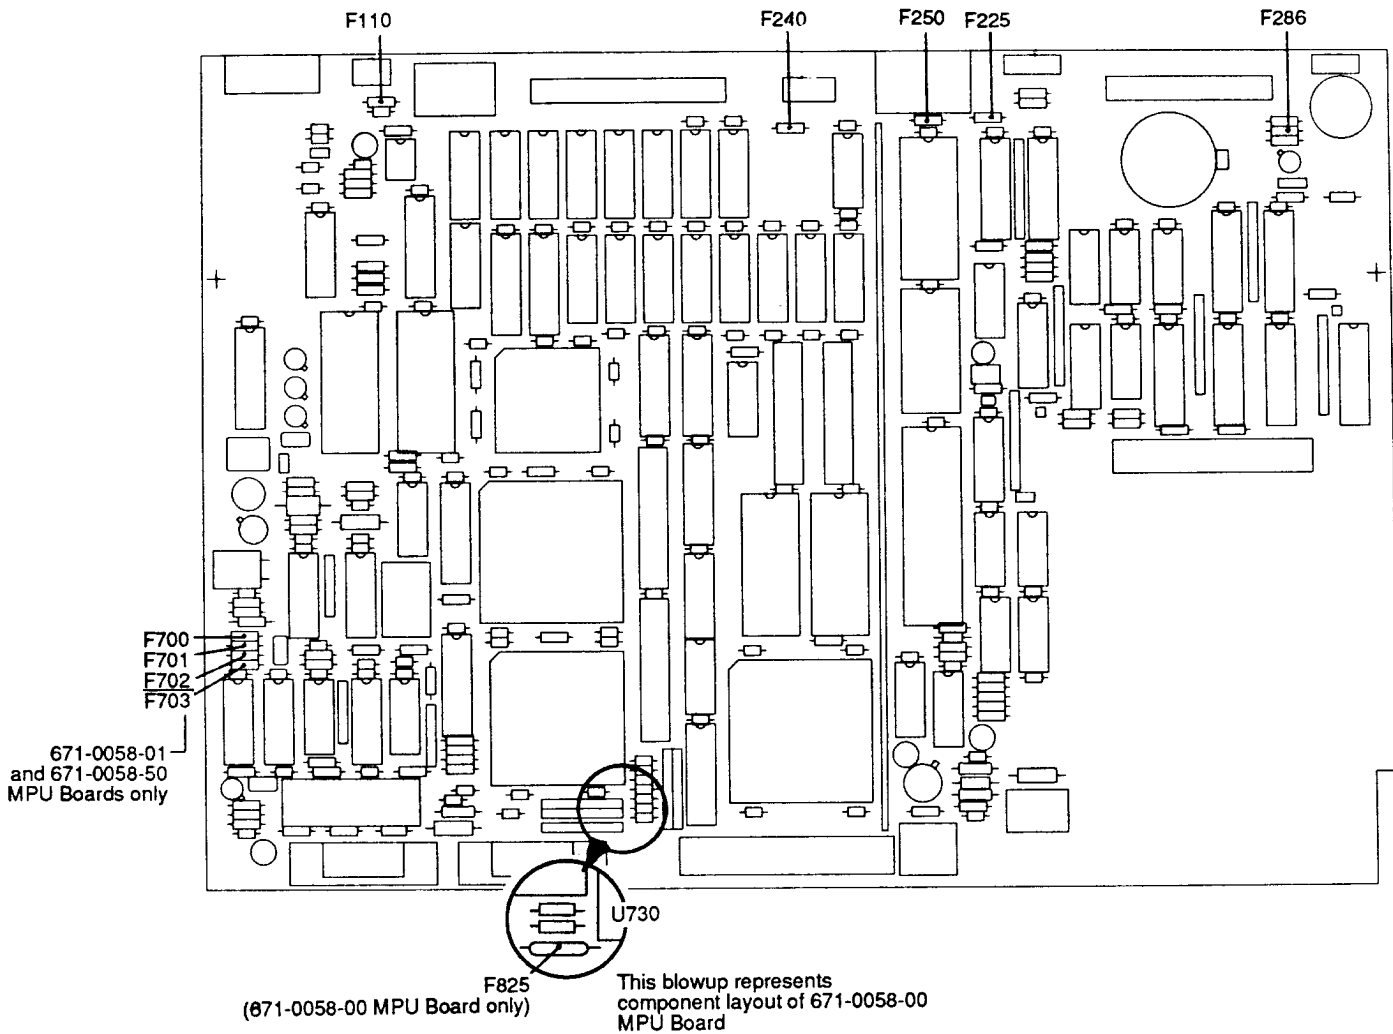 F110
F240
F250
F225
F286
F700
F701
F702
F703
671-0058-01
and 671-0058-50
MPU Boards only
U730
F825
(671-0058-00 MPU Board only)
This blowup represents
component layout of 671-0058-00
MPU Board